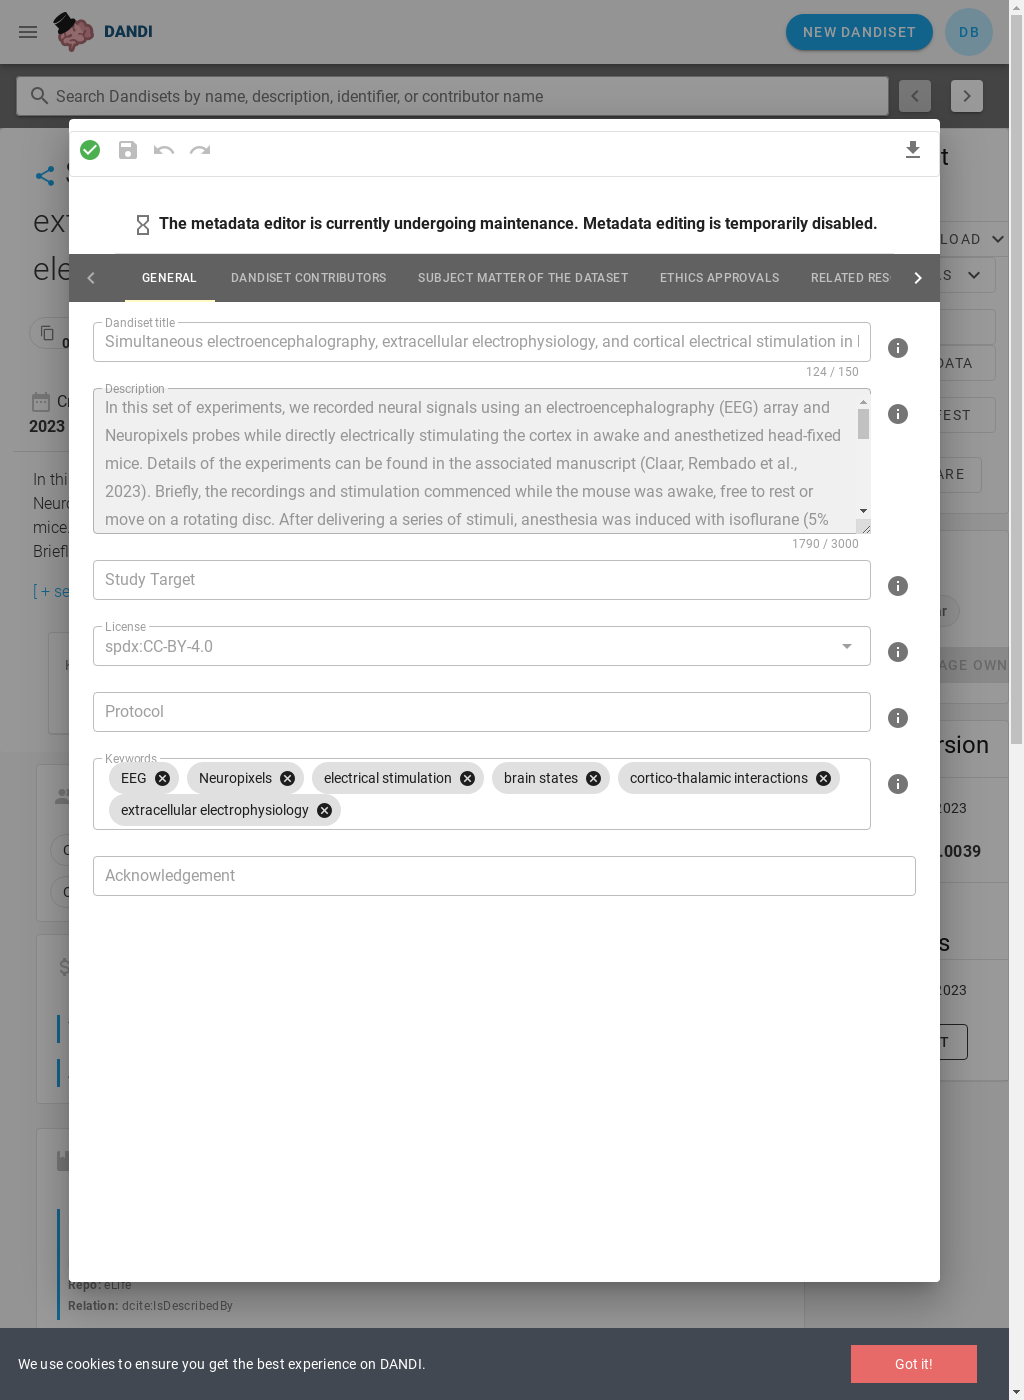 DANDI
NEW DANDISET
DB
Search Dandisets by name, description, identifier, or contributor name
The metadata editor is currently undergoing maintenance. Metadata editing is temporarily disabled.
GENERAL
DANDISET CONTRIBUTORS
SUBJECT MATTER OF THE DATASET
ETHICS APPROVALS
RELATED RES
Dandiset title
Simultaneous electroencephalography, extracellular electrophysiology, and cortical electrical stimulation in
124 / 150
Description
In this set of experiments, we recorded neural signals using an electroencephalography (EEG) array and
Neuropixels probes while directly electrically stimulating the cortex in awake and anesthetized head-fixed
mice. Details of the experiments can be found in the associated manuscript (Claar, Rembado et al.,
2023). Briefly, the recordings and stimulation commenced while the mouse was awake, free to rest or
move on a rotating disc. After delivering a series of stimuli, anesthesia was induced with isoflurane (5%
1790 / 3000
Study Target
License
spdx:CC-BY-4.0
Protocol
Keywords
EEG
Neuropixels
electrical stimulation
brain states
cortico-thalamic interactions
extracellular electrophysiology
Acknowledgement
ext
ele
2023
In thi
Neuro
mice.
Briefl
[ + se
LOAD
LS
DATA
FEST
ARE
ar
AGE OWN
rsion
2023
.0039
s
2023
T
Repo: eLife
Relation: dcite:IsDescribedBy
We use cookies to ensure you get the best experience on DANDI.
Got it!